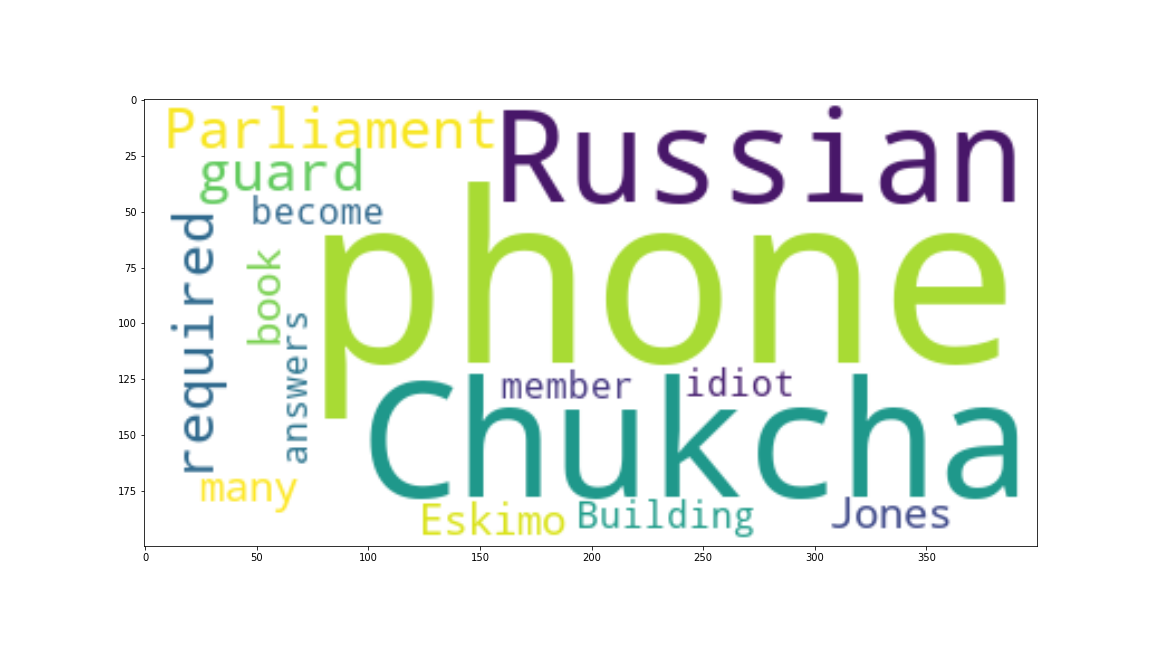 0
25
50
75
100
125
150
175
Parliament
Russian
guard
become
required
book
phone
answers
member
idiot
Chukcha
many
Eskimo
Building
Jones
0
50
100
150
200
250
300
350